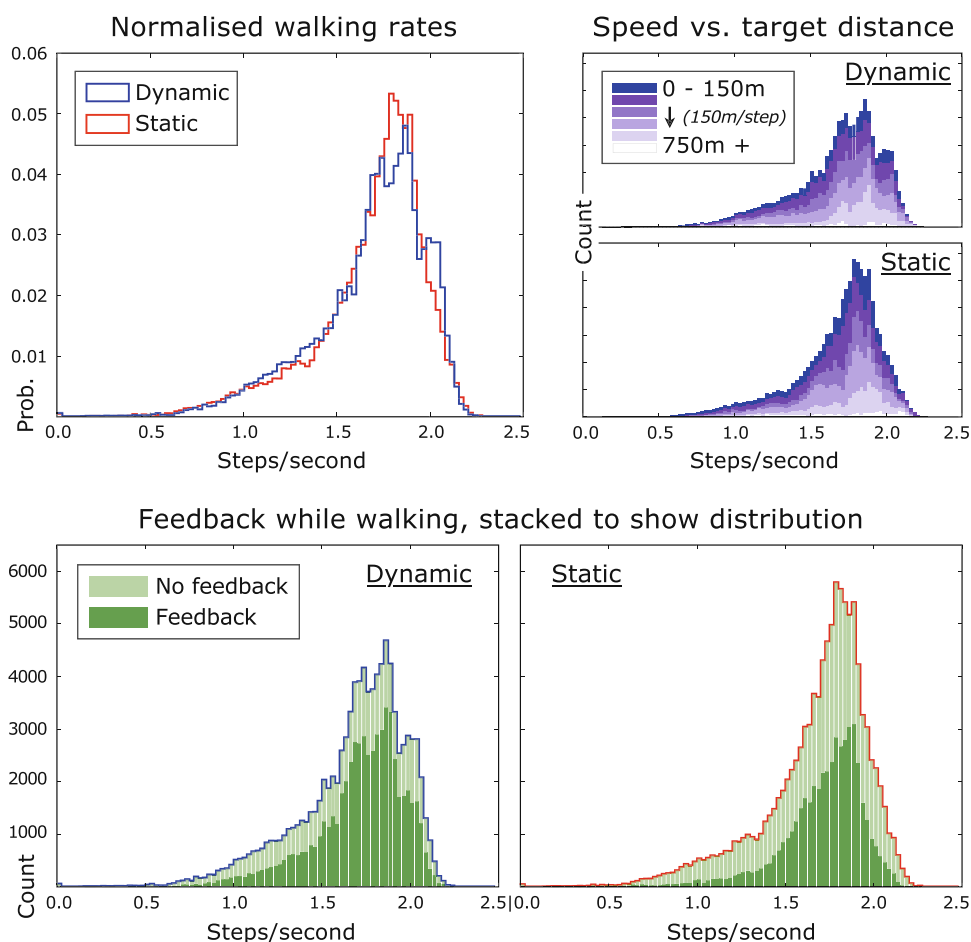 Normalised walking rates
0.06
0.05
0.04
0.03
0.02
0.01
Prob.
Dynamic
Static
0.0 0.5 1.0 1.5 2.0 2.5
Steps/second
Speed vs. target distance
Dynamic
0 - 150m
(150m/step)
750m +
Count
Static
0.0 0.5 1.0 1.5 2.0 2.5
Steps/second
Feedback while walking, stacked to show distribution
6000
5000
4000
3000
2000
1000
Count
No feedback
Feedback
Dynamic
0.0 0.5 1.0 1.5 2.0 2.5
Steps/second
Static
0.0 0.5 1.0 1.5 2.0 2.5
Steps/second